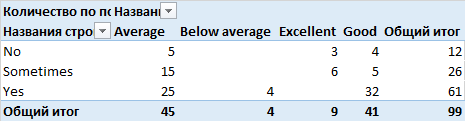 Количество по по Названи
Названия стро Average Below average Excellent Good Общий итог
No 5 3 4 12
Sometimes 15 6 5 26
Yes 25 4 32 61
Общий итог 45 4 9 41 99